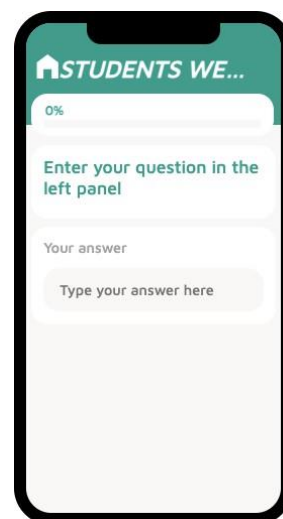 STUDENTS WE...
0%
Enter your question in the
left panel
Your answer
Type your answer here